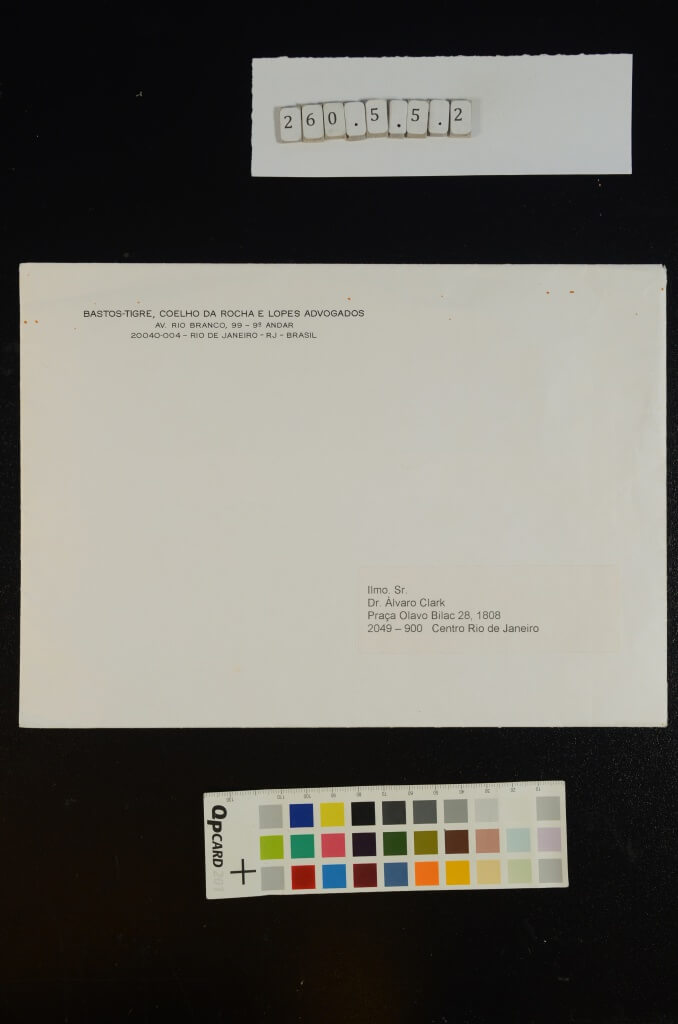 260.5.5.2
BASTOS-TIGRE, COELHO DA ROCHA E LOPES ADVOGADOS
AV. RIO BRANCO, 99 – 9º ANDAR
20040-004 – RIO DE JANEIRO – RJ – BRASIL
Ilmo. Sr.
Dr. Álvaro Clark
Praça Olavo Bilac 28, 1808
2049 – 900 Centro Rio de Janeiro
QPCARD 201